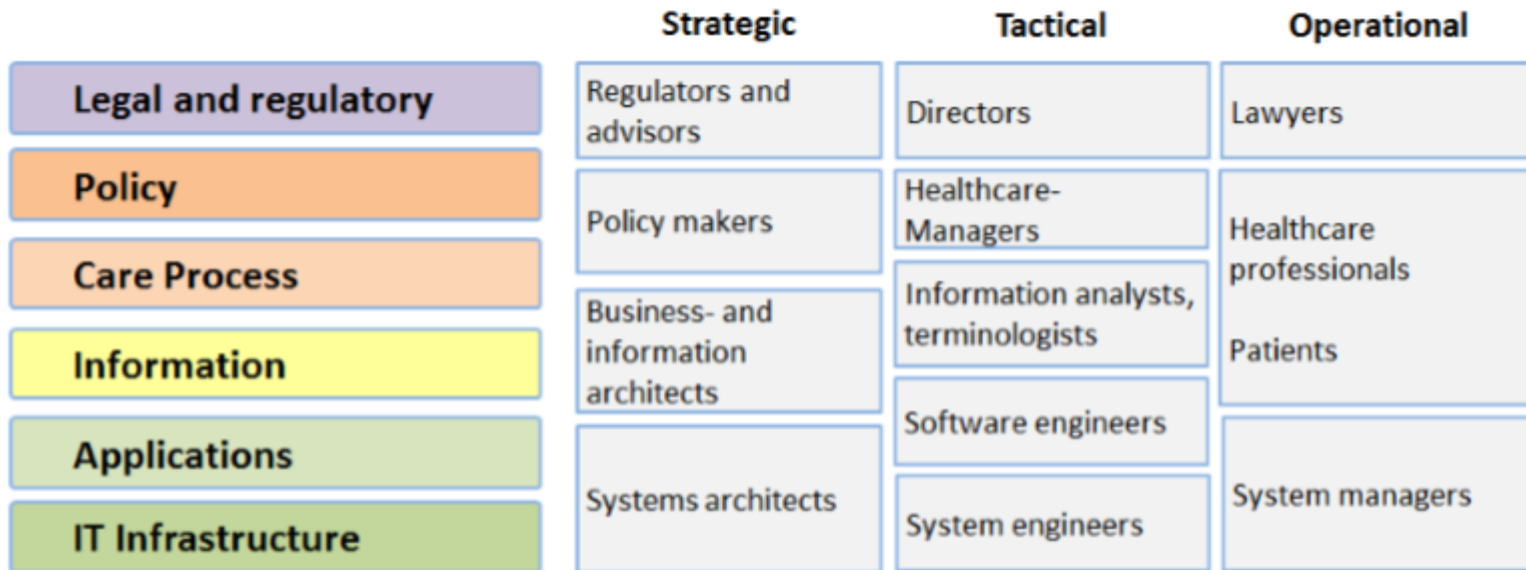 Strategic Tactical Operational
Legal and regulatory
Regulators and
advisors
Directors
Lawyers
Policy
Policy makers
Healthcare-
Managers
Healthcare
professionals
Patients
Care Process
Information analysts,
terminologists
Information
Business- and
information
architects
Software engineers
Applications
Systems architects
System managers
IT Infrastructure
System engineers